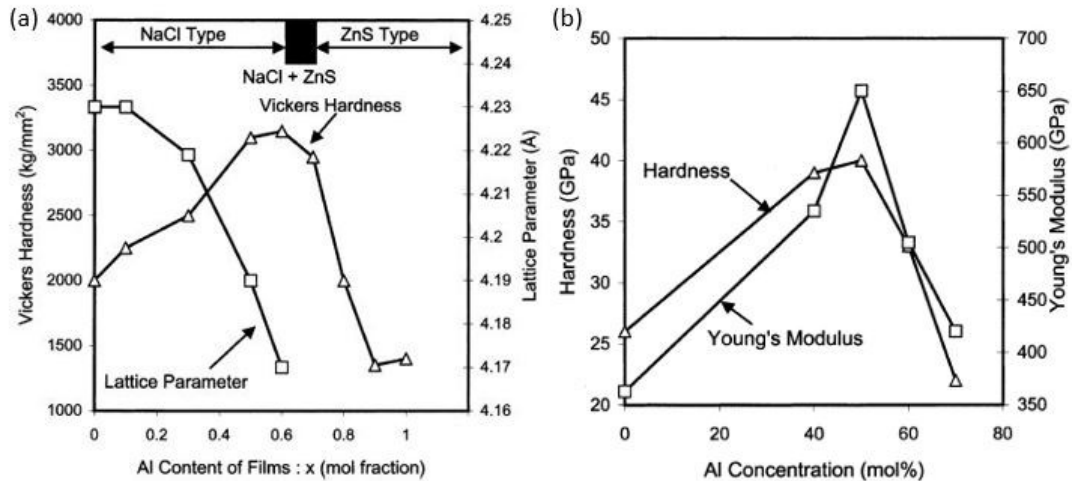 (a)
4000
3500
3000
2500
2000
1500
1000
Vickers Hardness (kg/mm²)
NaCl Type
ZnS Type
NaCl + ZnS
Vickers Hardness
Lattice Parameter
4.25
4.24
4.23
4.22
4.21
4.2
4.19
4.18
4.17
4.16
Lattice Parameter (Å)
0 0.2 0.4 0.6 0.8 1
Al Content of Films : x (mol fraction)
(b)
50
45
40
35
30
25
20
Hardness (GPa)
Hardness
Young's Modulus
700
650
600
550
500
450
400
350
Young's Modulus (GPa)
0 20 40 60 80
Al Concentration (mol%)